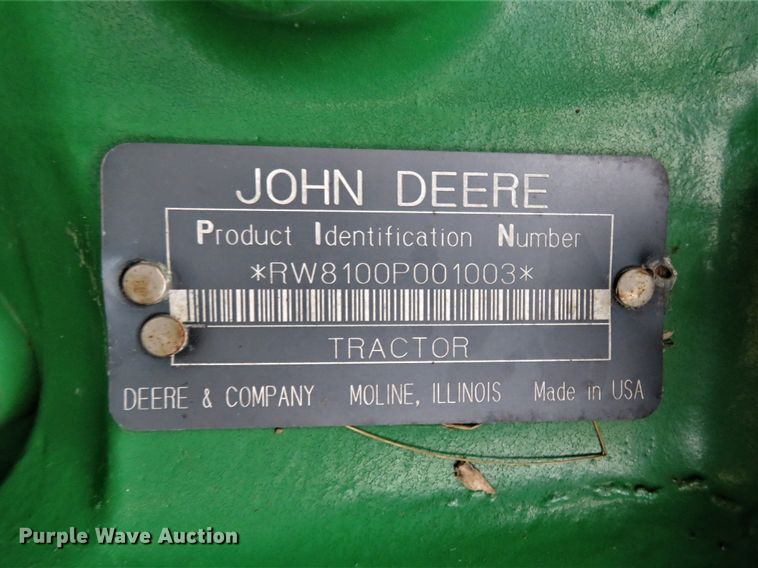 JOHN DEERE
Product Identification Number
*RW8100P001003*
TRACTOR
DEERE & COMPANY MOLINE, ILLINOIS Made in USA
Purple Wave Auction